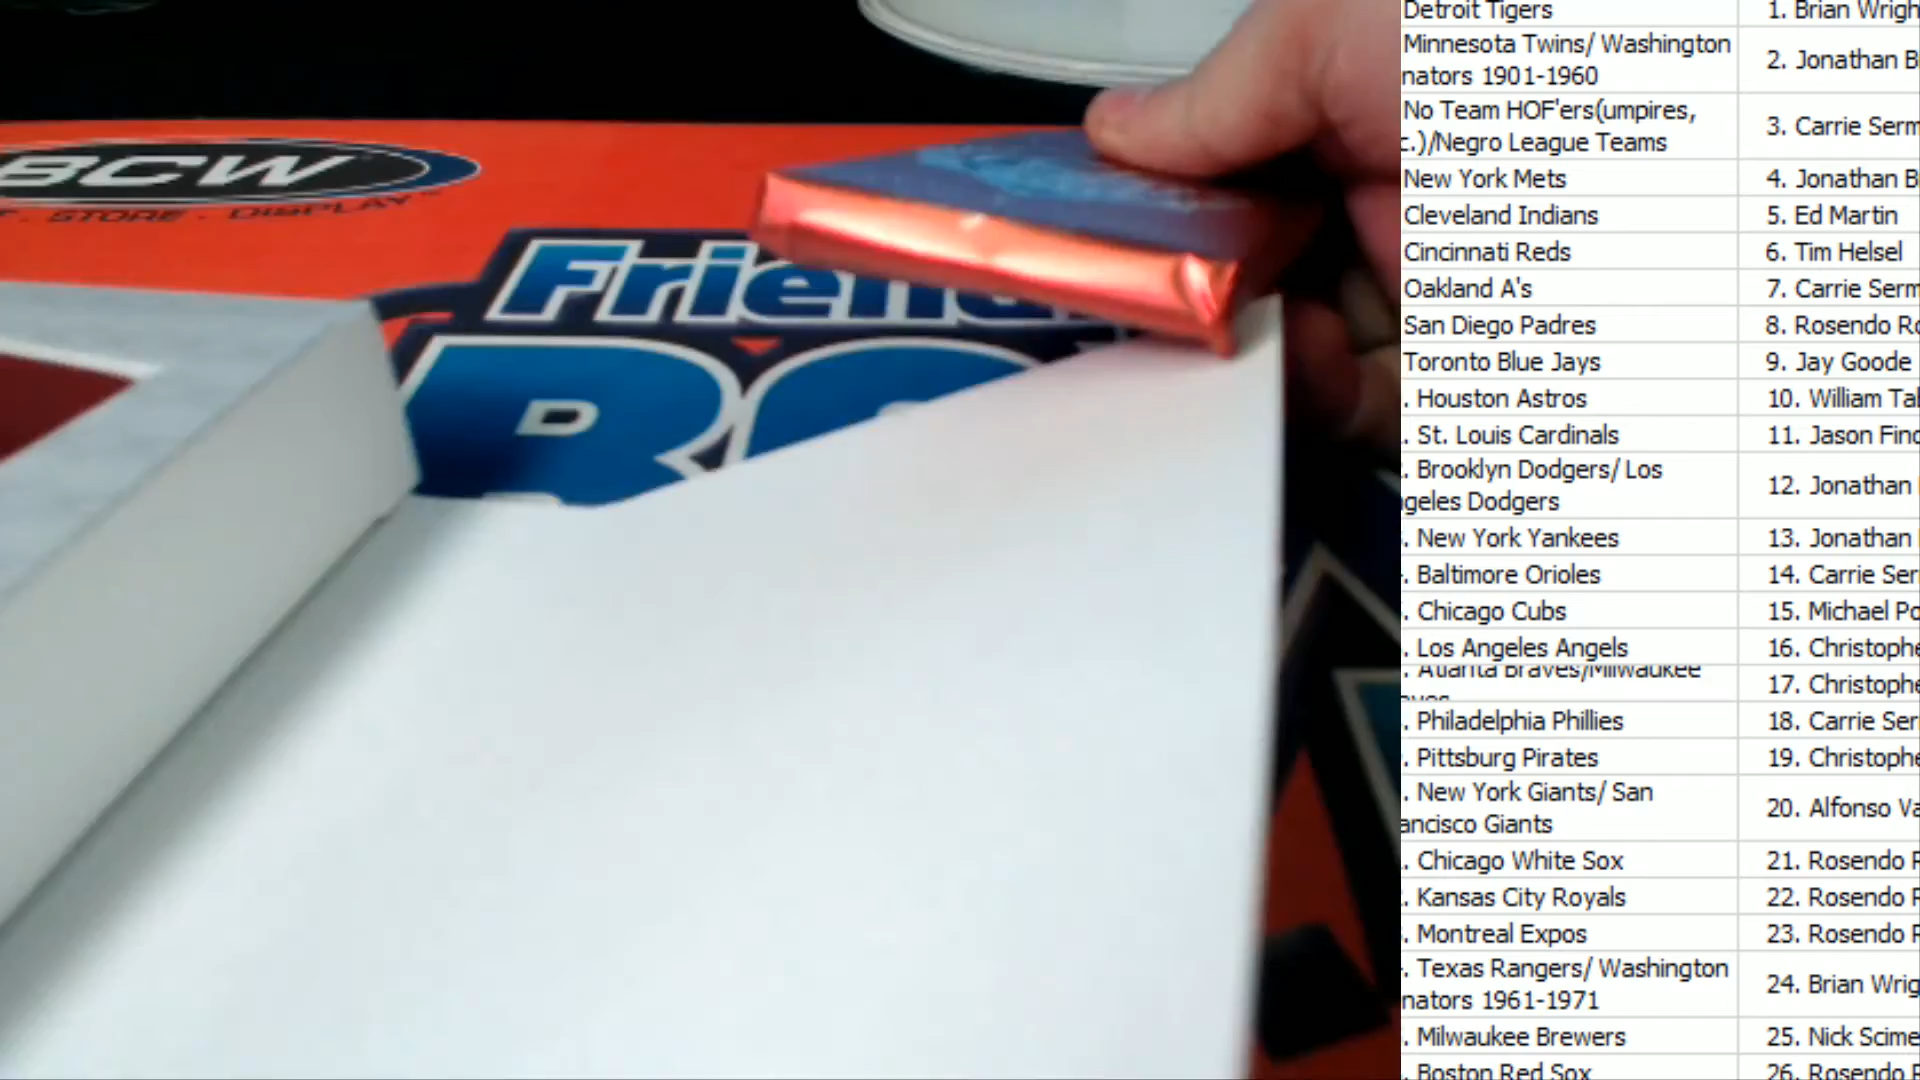 BCW
STORE . DISPLAY
Friend
Detroit Tigers
1. Brian Wrigh
Minnesota Twins/ Washington
nators 1901-1960
2. Jonathan B
No Team HOF'ers(umpires,
c.)/Negro League Teams
3. Carrie Serm
New York Mets
4. Jonathan B
Cleveland Indians
5. Ed Martin
Cincinnati Reds
6. Tim Helsel
Oakland A's
7. Carrie Serm
San Diego Padres
8. Rosendo Ro
Toronto Blue Jays
9. Jay Goode
. Houston Astros
10. William Tal
. St. Louis Cardinals
11. Jason Finc
. Brooklyn Dodgers/ Los
geles Dodgers
12. Jonathan
. New York Yankees
13. Jonathan
. Baltimore Orioles
14. Carrie Ser
. Chicago Cubs
15. Michael Po
. Los Angeles Angels
16. Christophe
. Atlanta Braves/Milwaukee
17. Christophe
. Philadelphia Phillies
18. Carrie Ser
. Pittsburg Pirates
19. Christophe
. New York Giants/ San
ancisco Giants
20. Alfonso Va
. Chicago White Sox
21. Rosendo R
. Kansas City Royals
22. Rosendo R
. Montreal Expos
23. Rosendo R
. Texas Rangers/ Washington
nators 1961-1971
24. Brian Wrig
. Milwaukee Brewers
25. Nick Scime
. Boston Red Sox
26. Rosendo R